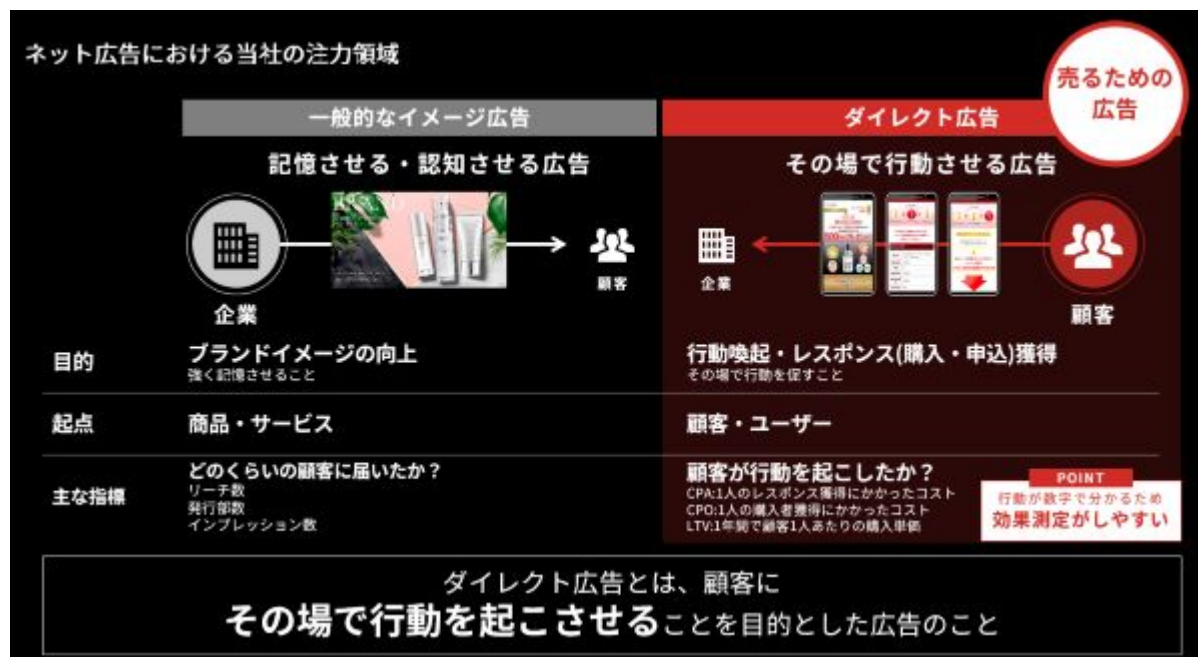 ネット広告における当社の注力領域
売るための
広告
一般的なイメージ広告
ダイレクト広告
記憶させる・認知させる広告
その場で行動させる広告
企業
顧客
企業
顧客
目的
ブランドイメージの向上
強く記憶させること
行動喚起・レスポンス(購入・申込)獲得
その場で行動を促すこと
起点
商品・サービス
顧客・ユーザー
主な指標
どのくらいの顧客に届いたか？
リーチ数
発行部数
インプレッション数
顧客が行動を起こしたか？
CPA:1人のレスポンス獲得にかかったコスト
CPO:1人の購入者獲得にかかったコスト
LTV:1年間で顧客1人あたりの購入単価
POINT
行動が数字で分かるため
効果測定がしやすい
ダイレクト広告とは、顧客に
その場で行動を起こさせることを目的とした広告のこと